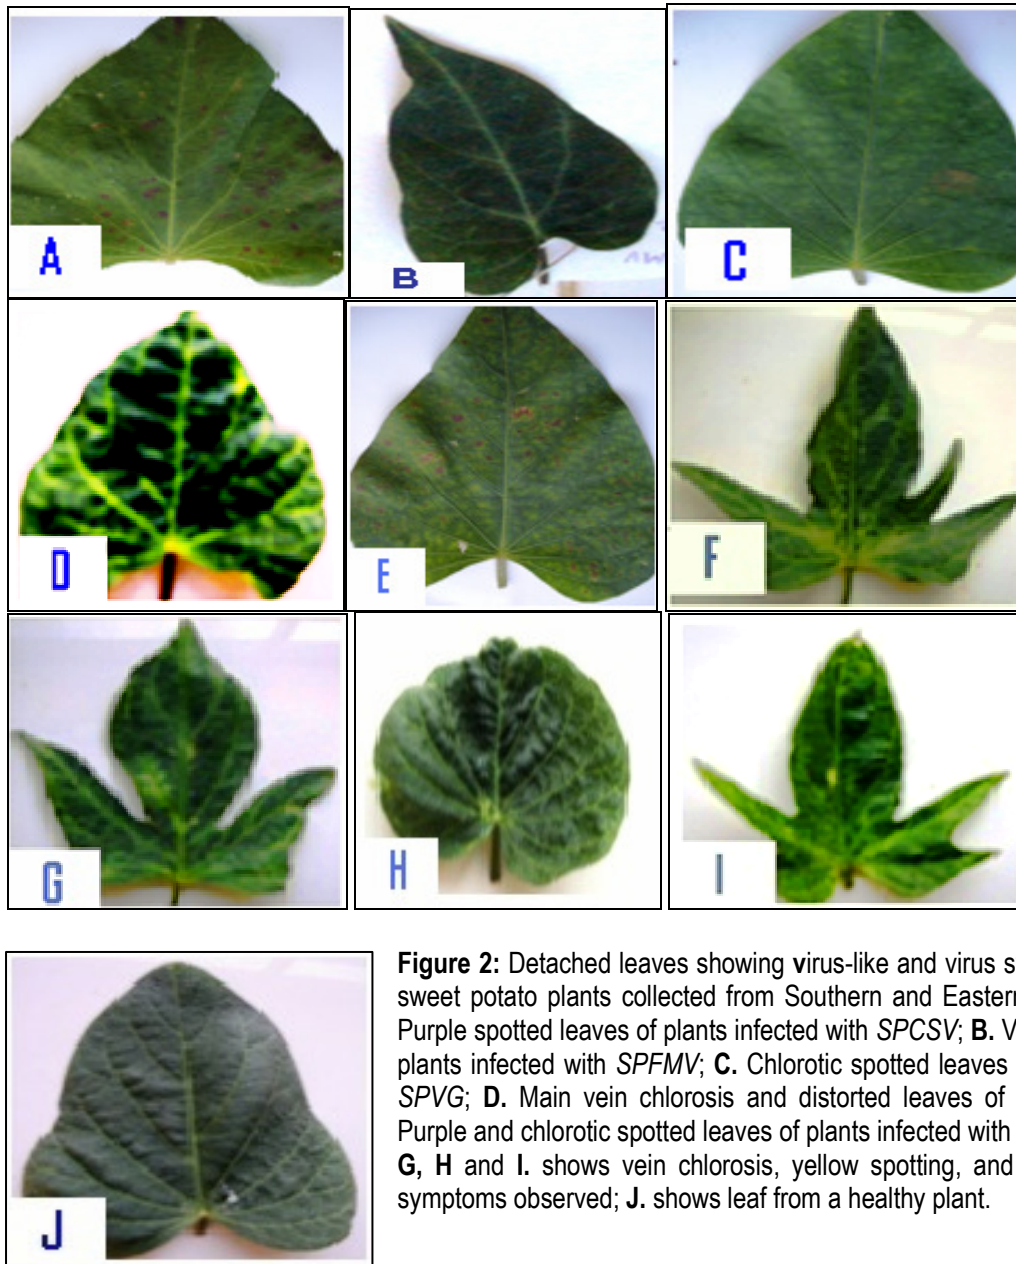 A
B
C
D
E
F
G
H
I
J
Figure 2: Detached leaves showing virus-like and virus s
sweet potato plants collected from Southern and Eastern
Purple spotted leaves of plants infected with SPCSV; B. V
plants infected with SPFMV; C. Chlorotic spotted leaves
SPVG; D. Main vein chlorosis and distorted leaves of
Purple and chlorotic spotted leaves of plants infected with
G, H and I. shows vein chlorosis, yellow spotting, and
symptoms observed; J. shows leaf from a healthy plant.